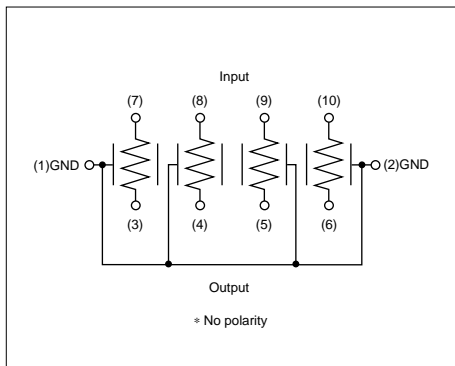 Input
(7) (8) (9) (10)
(1)GND (2)GND
(3) (4) (5) (6)
Output
* No polarity